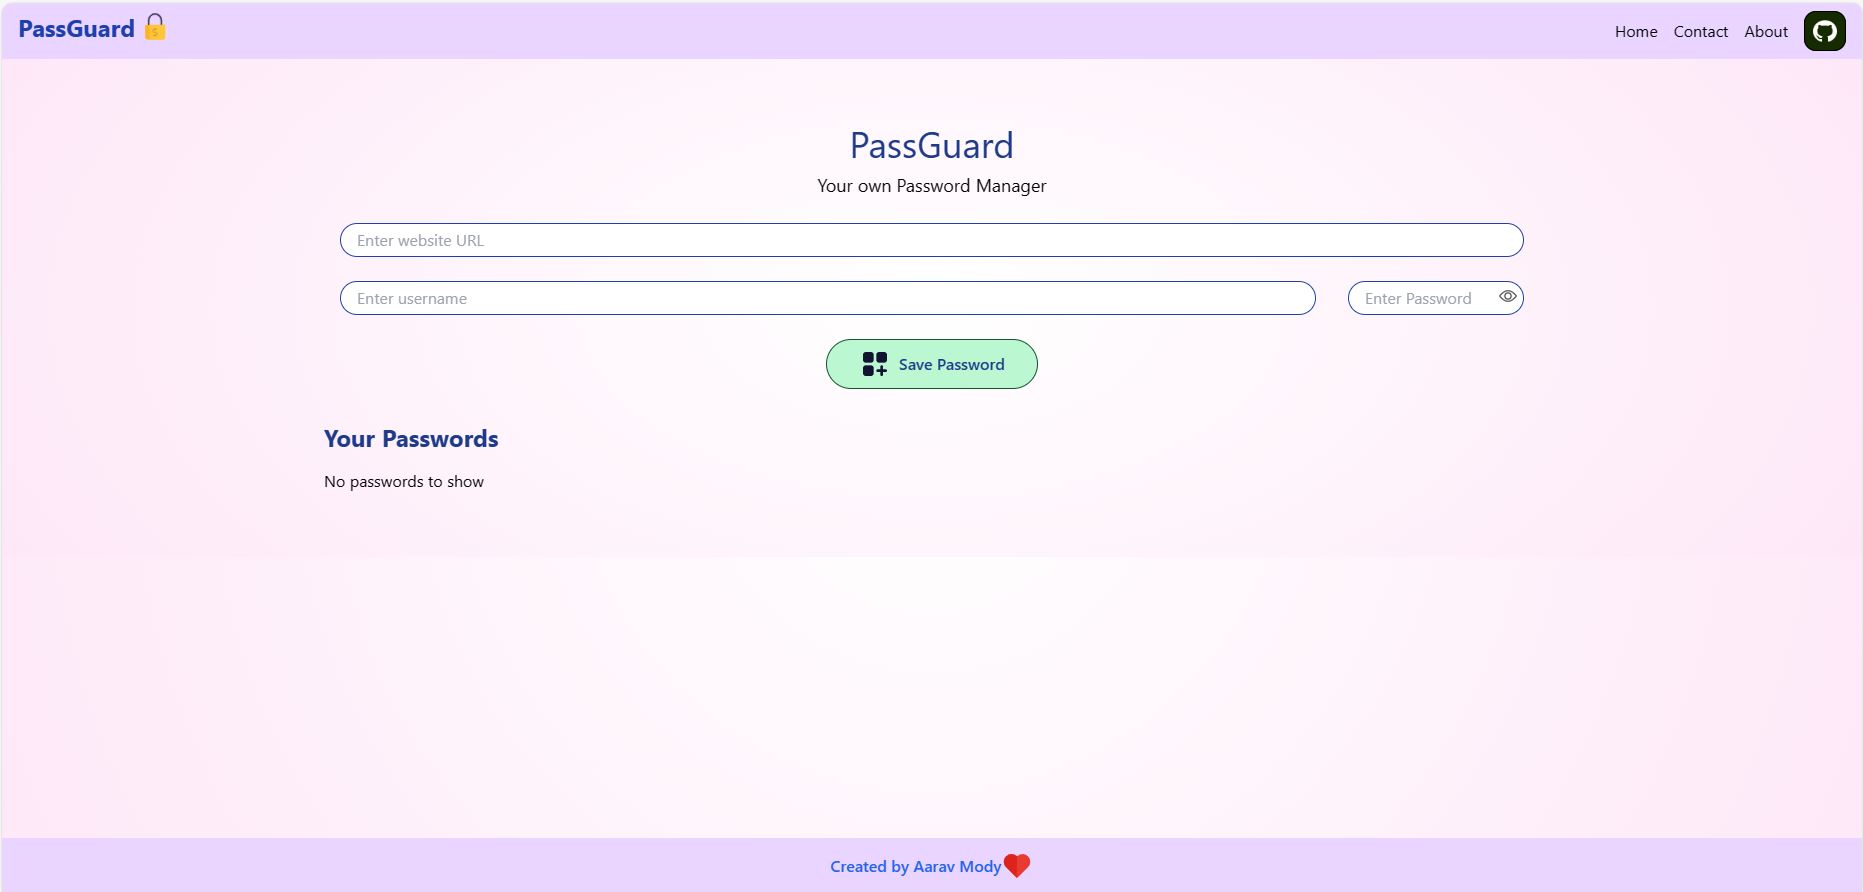 PassGuard
Home Contact About
PassGuard
Your own Password Manager
Enter website URL
Enter username
Enter Password
Save Password
Your Passwords
No passwords to show
Created by Aarav Mody